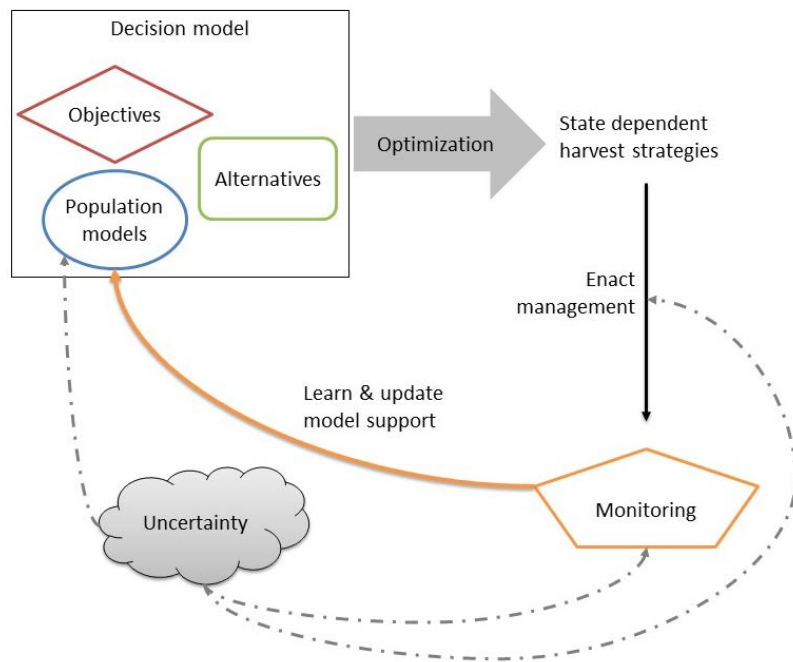 Decision model
Objectives
Alternatives
Population
models
Optimization
State dependent
harvest strategies
Enact
management
Learn & update
model support
Uncertainty
Monitoring